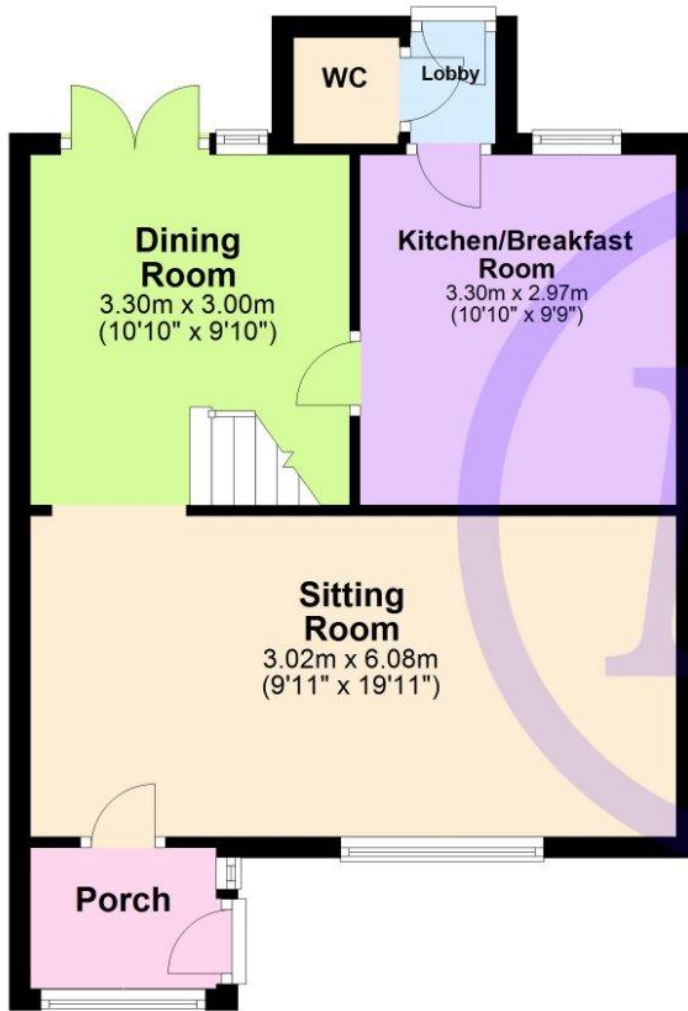 WC
Lobby
Dining
Room
3.30m x 3.00m
(10'10" x 9'10")
Kitchen/Breakfast
Room
3.30m x 2.97m
(10'10" x 9'9")
Sitting
Room
3.02m x 6.08m
(9'11" x 19'11")
Porch